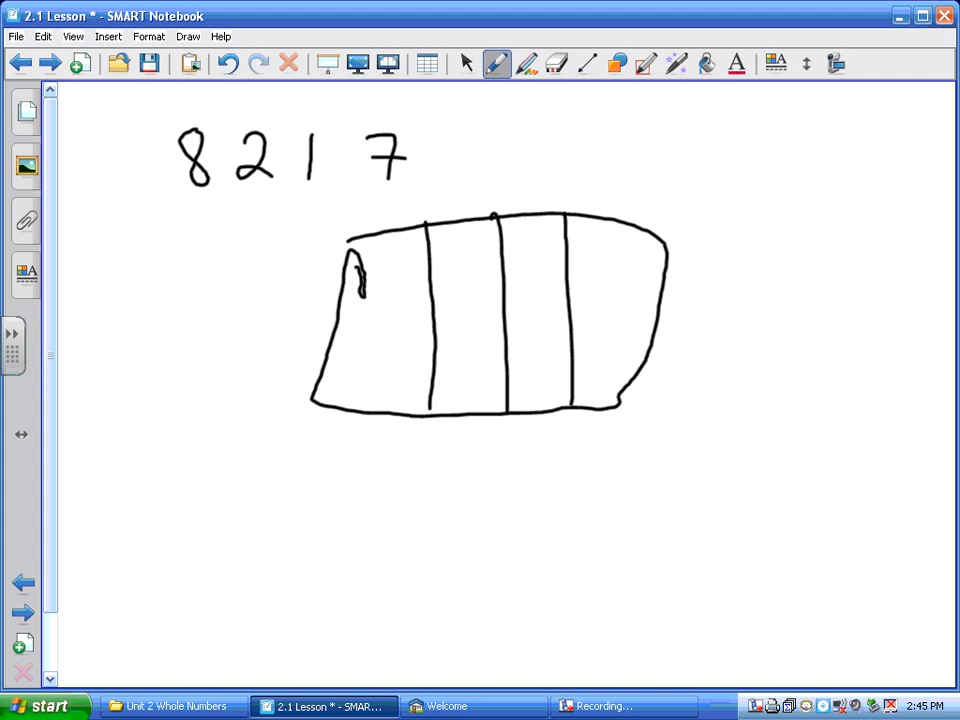 2.1 Lesson * - SMART Notebook
File Edit View Insert Format Draw Help
8 2 1 7
start
Unit 2 Whole Numbers
2.1 Lesson * - SMAR...
Welcome
Recording...
2:45 PM